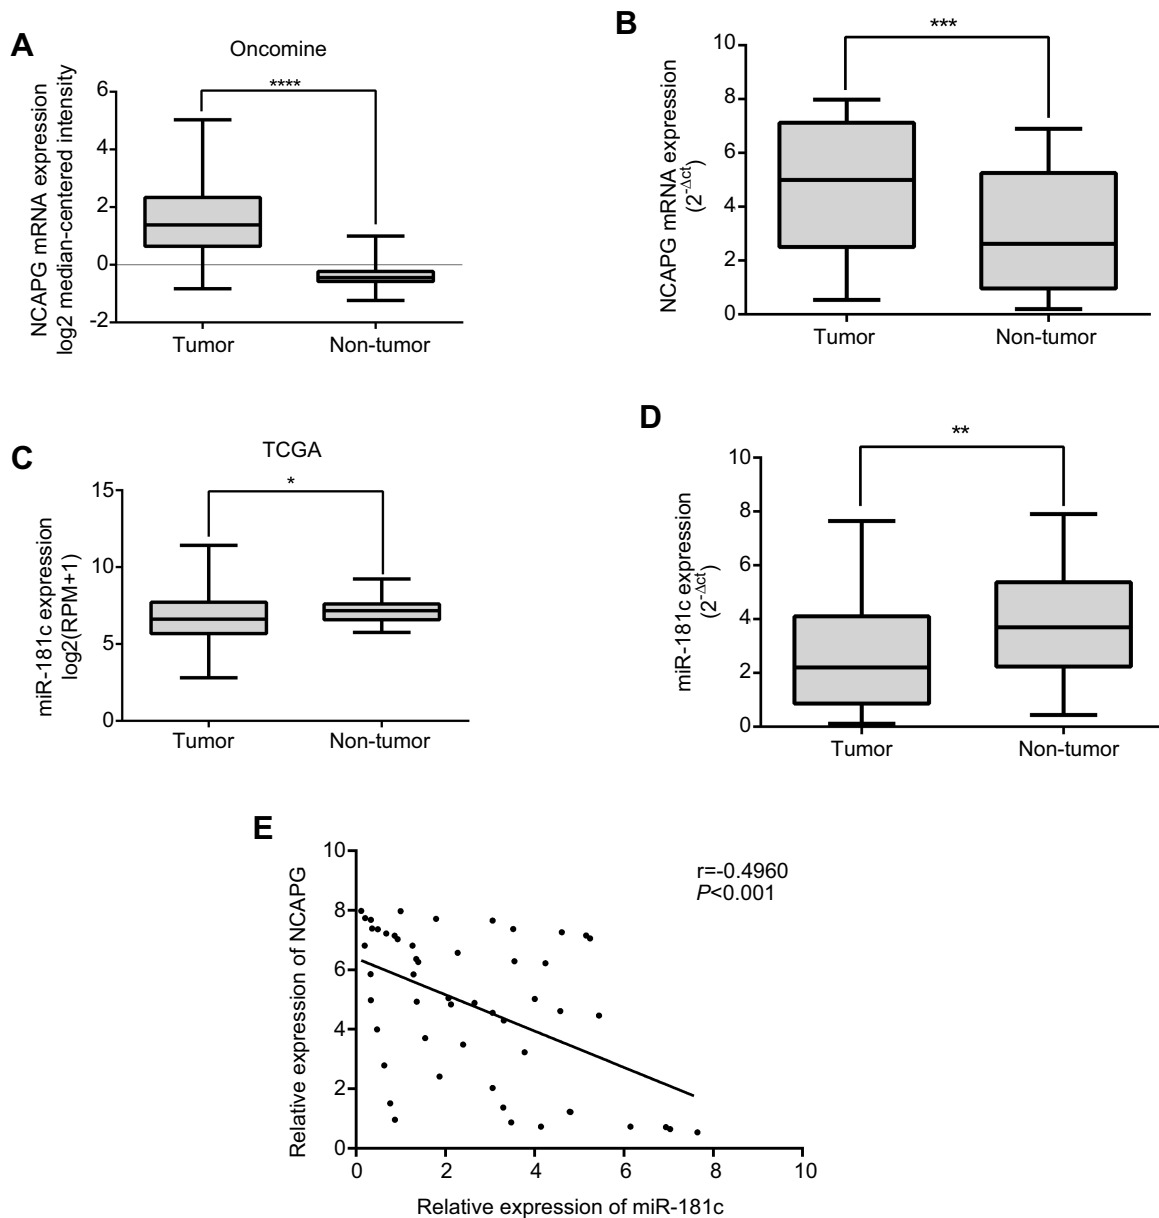 A
Oncomine
NCAPG mRNA expression
log2 median-centered intensity
6
4
2
0
-2
****
Tumor
Non-tumor
B
NCAPG mRNA expression
(2^-Δct)
10
8
6
4
2
0
***
Tumor
Non-tumor
C
TCGA
miR-181c expression
log2(RPM+1)
15
10
5
0
*
Tumor
Non-tumor
D
miR-181c expression
(2^-Δct)
10
8
6
4
2
0
**
Tumor
Non-tumor
E
Relative expression of NCAPG
10
8
6
4
2
0
r=-0.4960
P<0.001
0 2 4 6 8 10
Relative expression of miR-181c